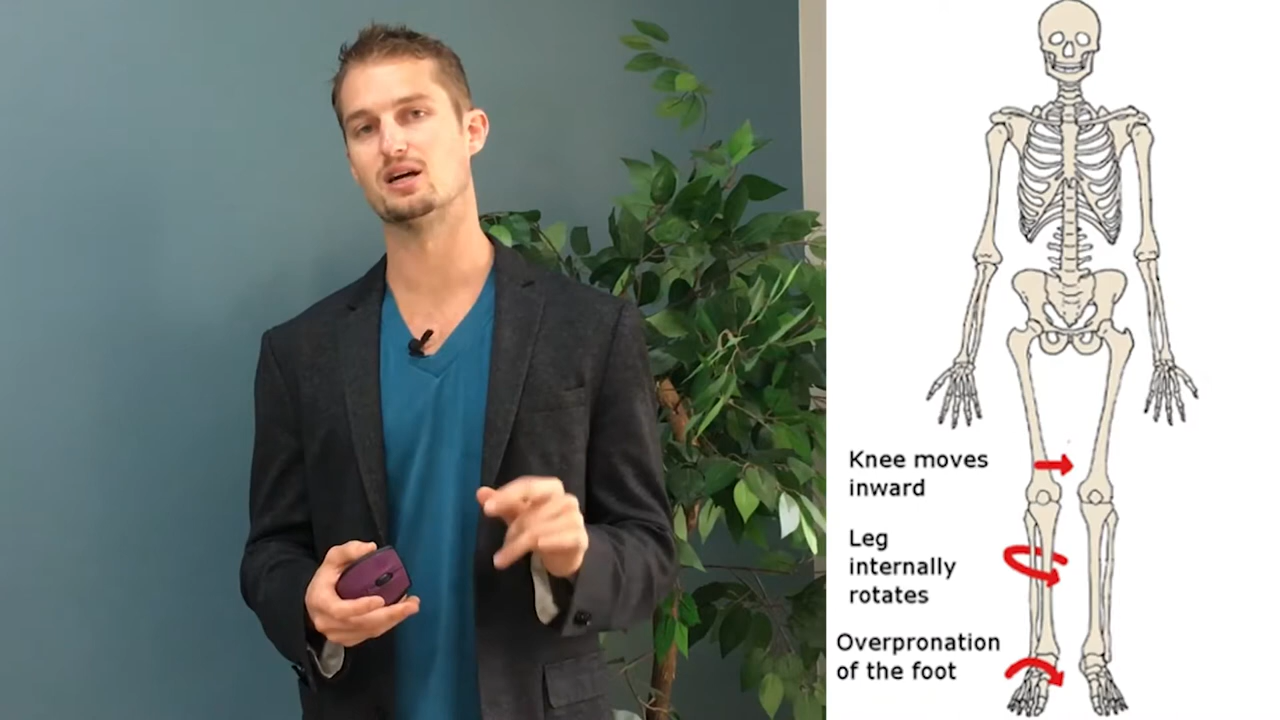 Knee moves
inward
Leg
internally
rotates
Overpronation
of the foot